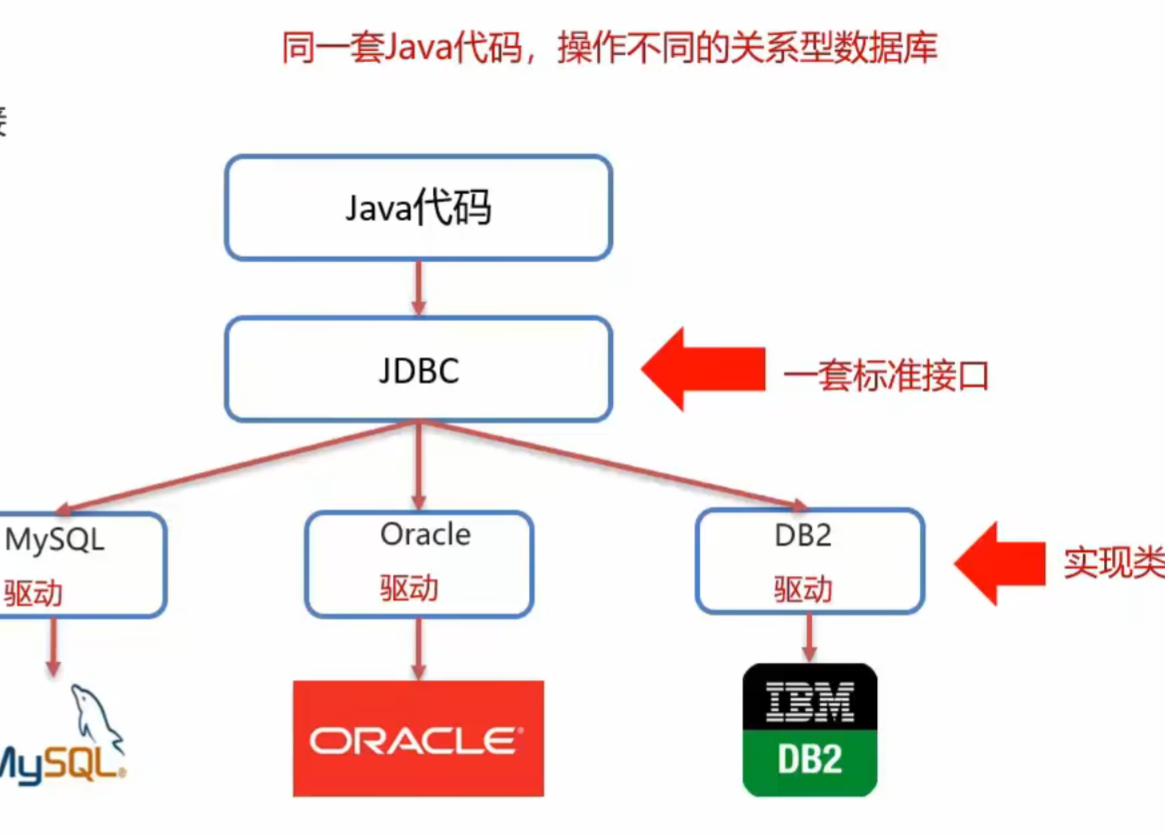 同一套Java代码，操作不同的关系型数据库
Java代码
JDBC
一套标准接口
MySQL
驱动
Oracle
驱动
DB2
驱动
实现类
MySQL®
ORACLE®
IBM
DB2